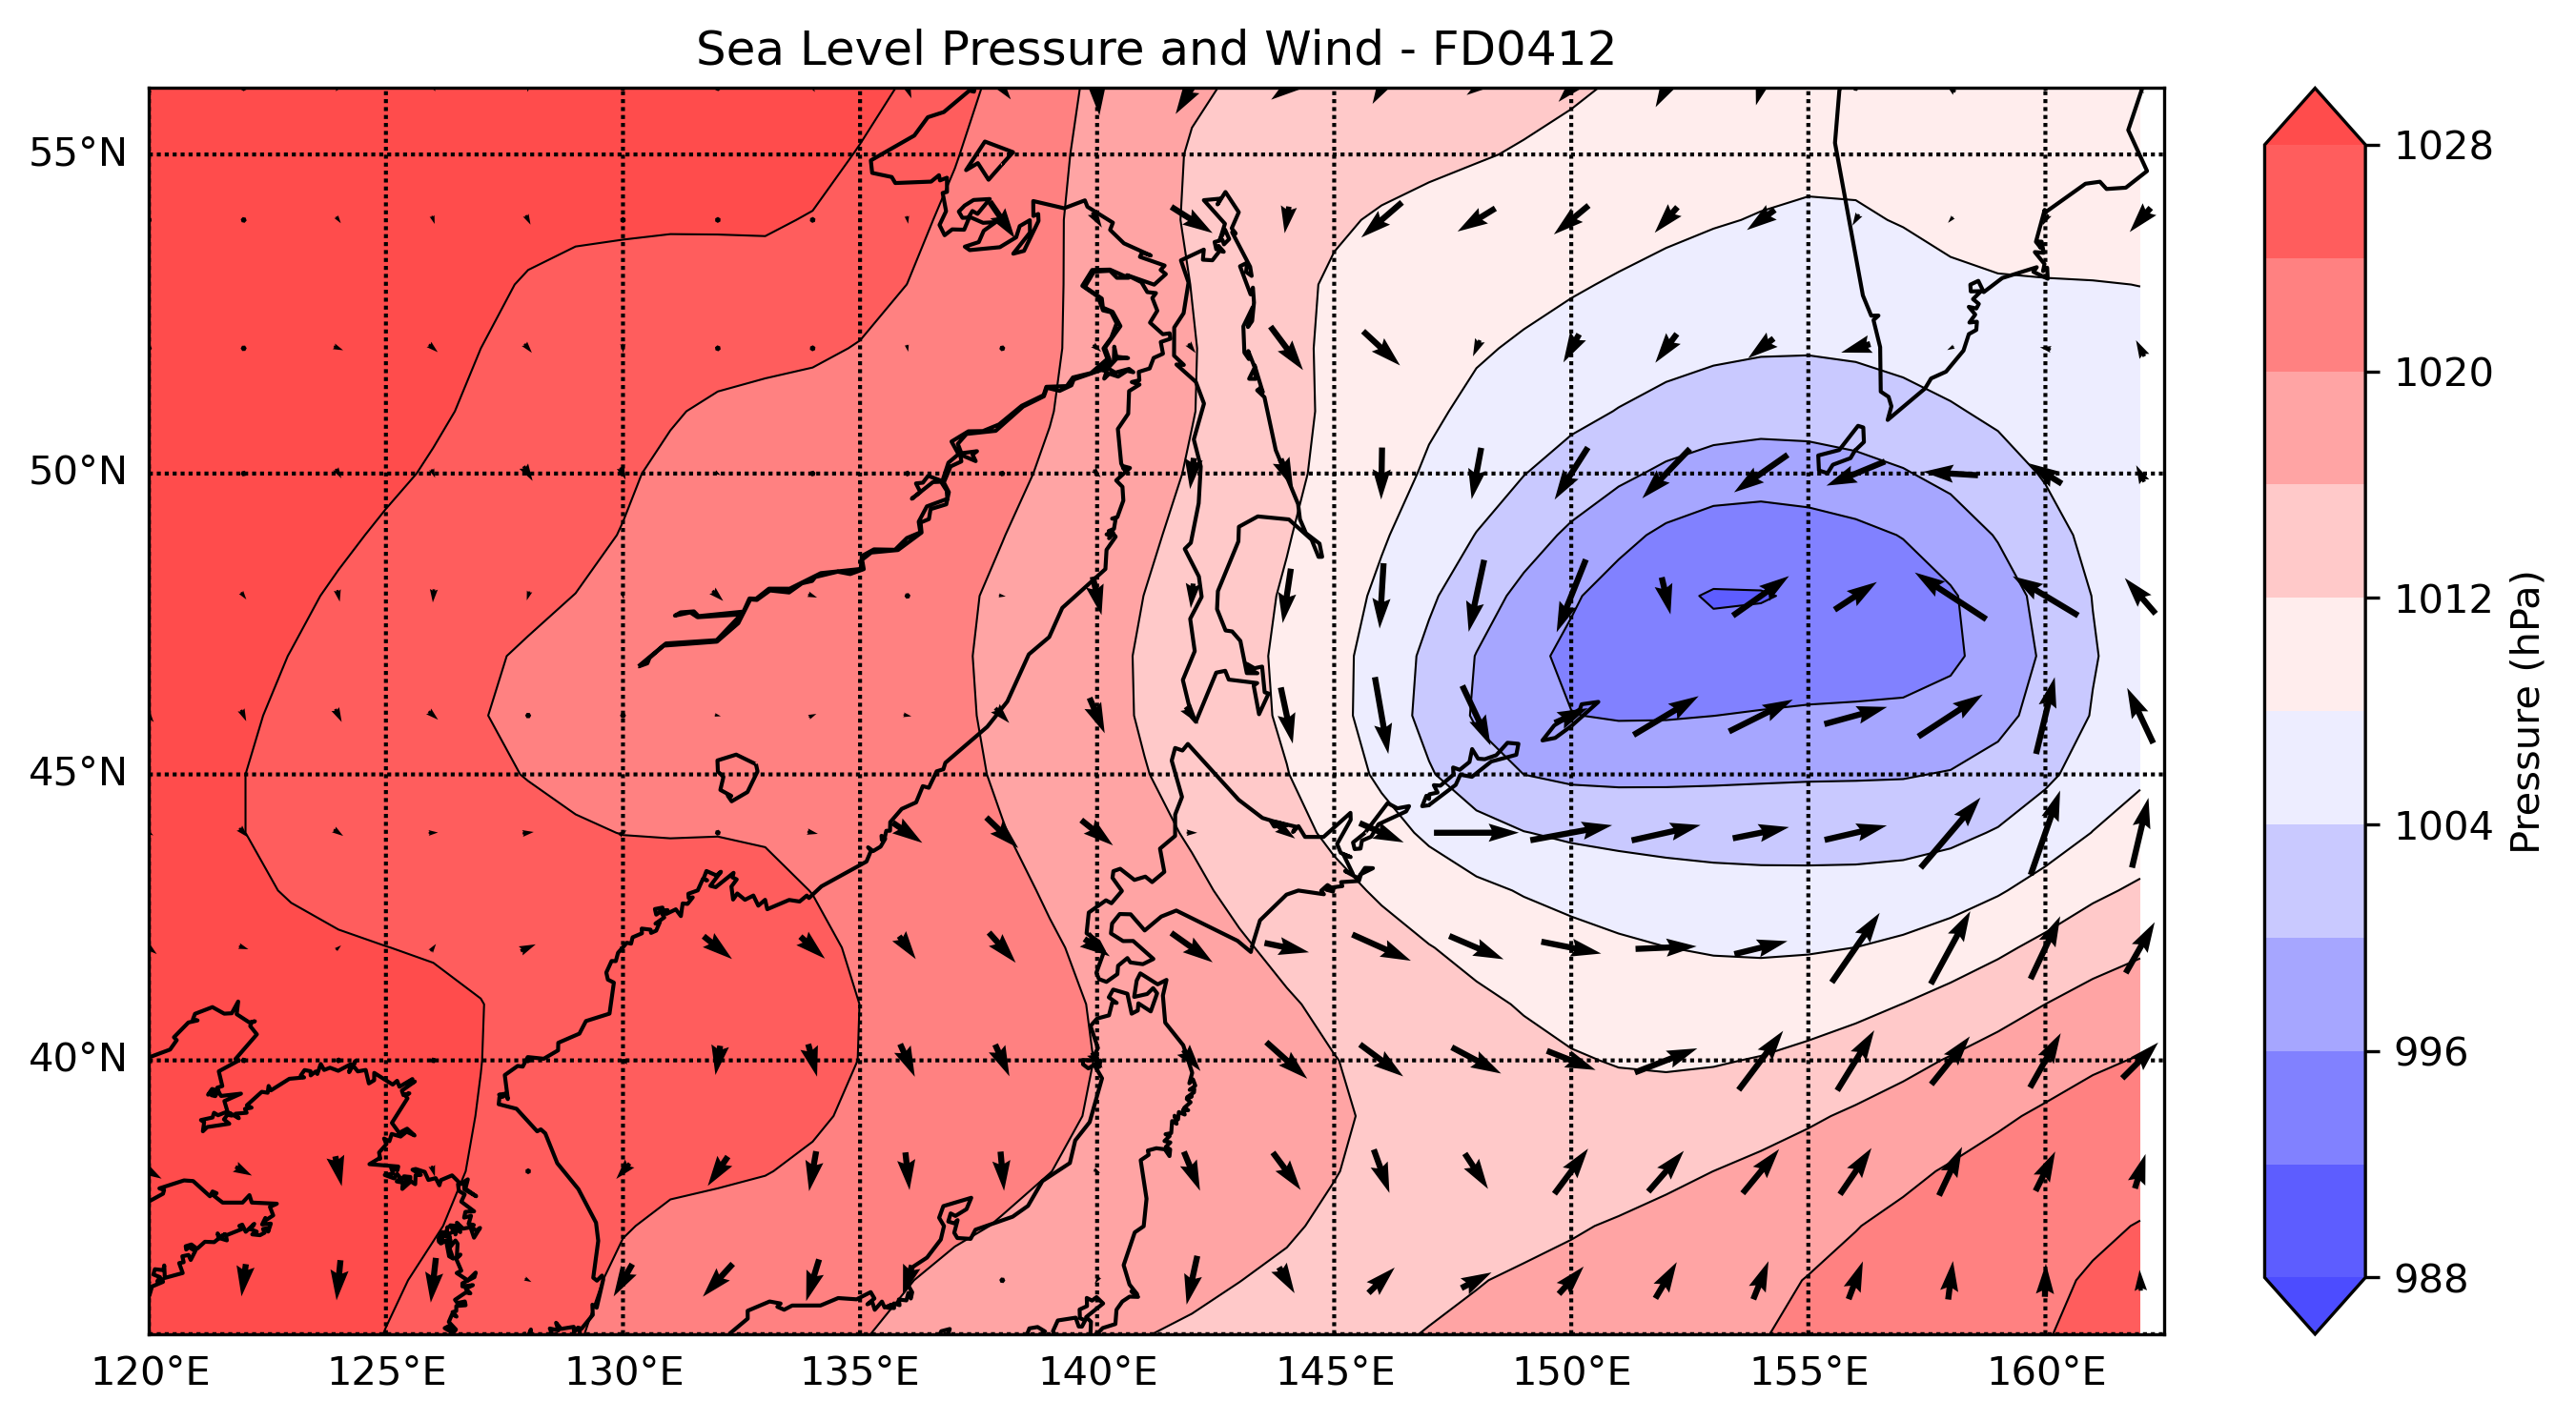 Sea Level Pressure and Wind - FD0412
55°N
50°N
45°N
40°N
120°E 125°E 130°E 135°E 140°E 145°E 150°E 155°E 160°E
1028
1020
1012
1004
996
988
Pressure (hPa)